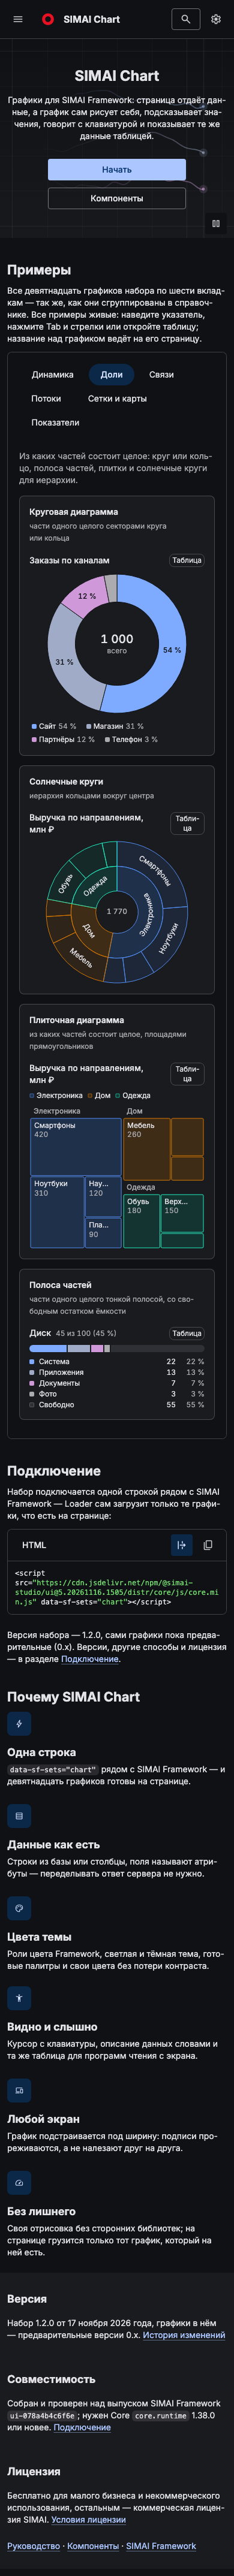 SIMAI Chart
SIMAI Chart
Графики для SIMAI Framework: страница отдаёт дан-
ные, а график сам рисует себя, подсказывает зна-
чения, говорит с клавиатурой и показывает те же
данные таблицей.
Начать
Компоненты
Примеры
Все девятнадцать графиков набора по шести вклад-
кам — так же, как они сгруппированы в справоч-
нике. Все примеры живые: наведите указатель,
нажмите Tab и стрелки или откройте таблицу;
название над графиком ведёт на его страницу.
Динамика
Доли
Связи
Потоки
Сетки и карты
Показатели
Из каких частей состоит целое: круг или коль-
цо, полоса частей, плитки и солнечные круги
для иерархии.
Круговая диаграмма
части одного целого секторами круга
или кольца
Заказы по каналам
Таблица
12 %
31 %
54 %
1 000
всего
Сайт 54 %
Магазин 31 %
Партнёры 12 %
Телефон 3 %
Солнечные круги
иерархия кольцами вокруг центра
Выручка по направлениям,
млн ₽
Табли-
ца
Смартфоны
Обувь
Одежда
Электроника
1 770
Дом
Ноутбуки
Мебель
Плиточная диаграмма
из каких частей состоит целое, площадями
прямоугольников
Выручка по направлениям,
млн ₽
Табли-
ца
Электроника
Дом
Одежда
Электроника
Дом
Смартфоны
420
Мебель
260
Ноутбуки
310
Нау...
120
Пла...
90
Одежда
Обувь
180
Верх...
150
Полоса частей
части одного целого тонкой полосой, со сво-
бодным остатком ёмкости
Диск 45 из 100 (45 %)
Таблица
Система 22 22 %
Приложения 13 13 %
Документы 7 7 %
Фото 3 3 %
Свободно 55 55 %
Подключение
Набор подключается одной строкой рядом с SIMAI
Framework — Loader сам загрузит только те графи-
ки, что есть на странице:
HTML
<script
src="https://cdn.jsdelivr.net/npm/@simai-
studio/ui@5.20261116.1505/distr/core/js/core.mi
n.js" data-sf-sets="chart"></script>
Версия набора — 1.2.0, сами графики пока предва-
рительные (0.x). Версии, другие способы и лицензия
— в разделе Подключение.
Почему SIMAI Chart
Одна строка
data-sf-sets="chart" рядом с SIMAI Framework — и
девятнадцать графиков готовы на странице.
Данные как есть
Строки из базы или столбцы, поля называют атри-
буты — переделывать ответ сервера не нужно.
Цвета темы
Роли цвета Framework, светлая и тёмная тема, гото-
вые палитры и свои цвета без потери контраста.
Видно и слышно
Курсор с клавиатуры, описание данных словами и
та же таблица для программ чтения с экрана.
Любой экран
График подстраивается под ширину: подписи про-
реживаются, а не налезают друг на друга.
Без лишнего
Своя отрисовка без сторонних библиотек; на
странице грузится только тот график, который на
ней есть.
Версия
Набор 1.2.0 от 17 ноября 2026 года, графики в нём
— предварительные версии 0.x. История изменений
Совместимость
Собран и проверен над выпуском SIMAI Framework
ui-078a4b4c6f6e; нужен Core core.runtime 1.38.0
или новее. Подключение
Лицензия
Бесплатно для малого бизнеса и некоммерческого
использования, остальным — коммерческая лицен-
зия SIMAI. Условия лицензии
Руководство · Компоненты · SIMAI Framework